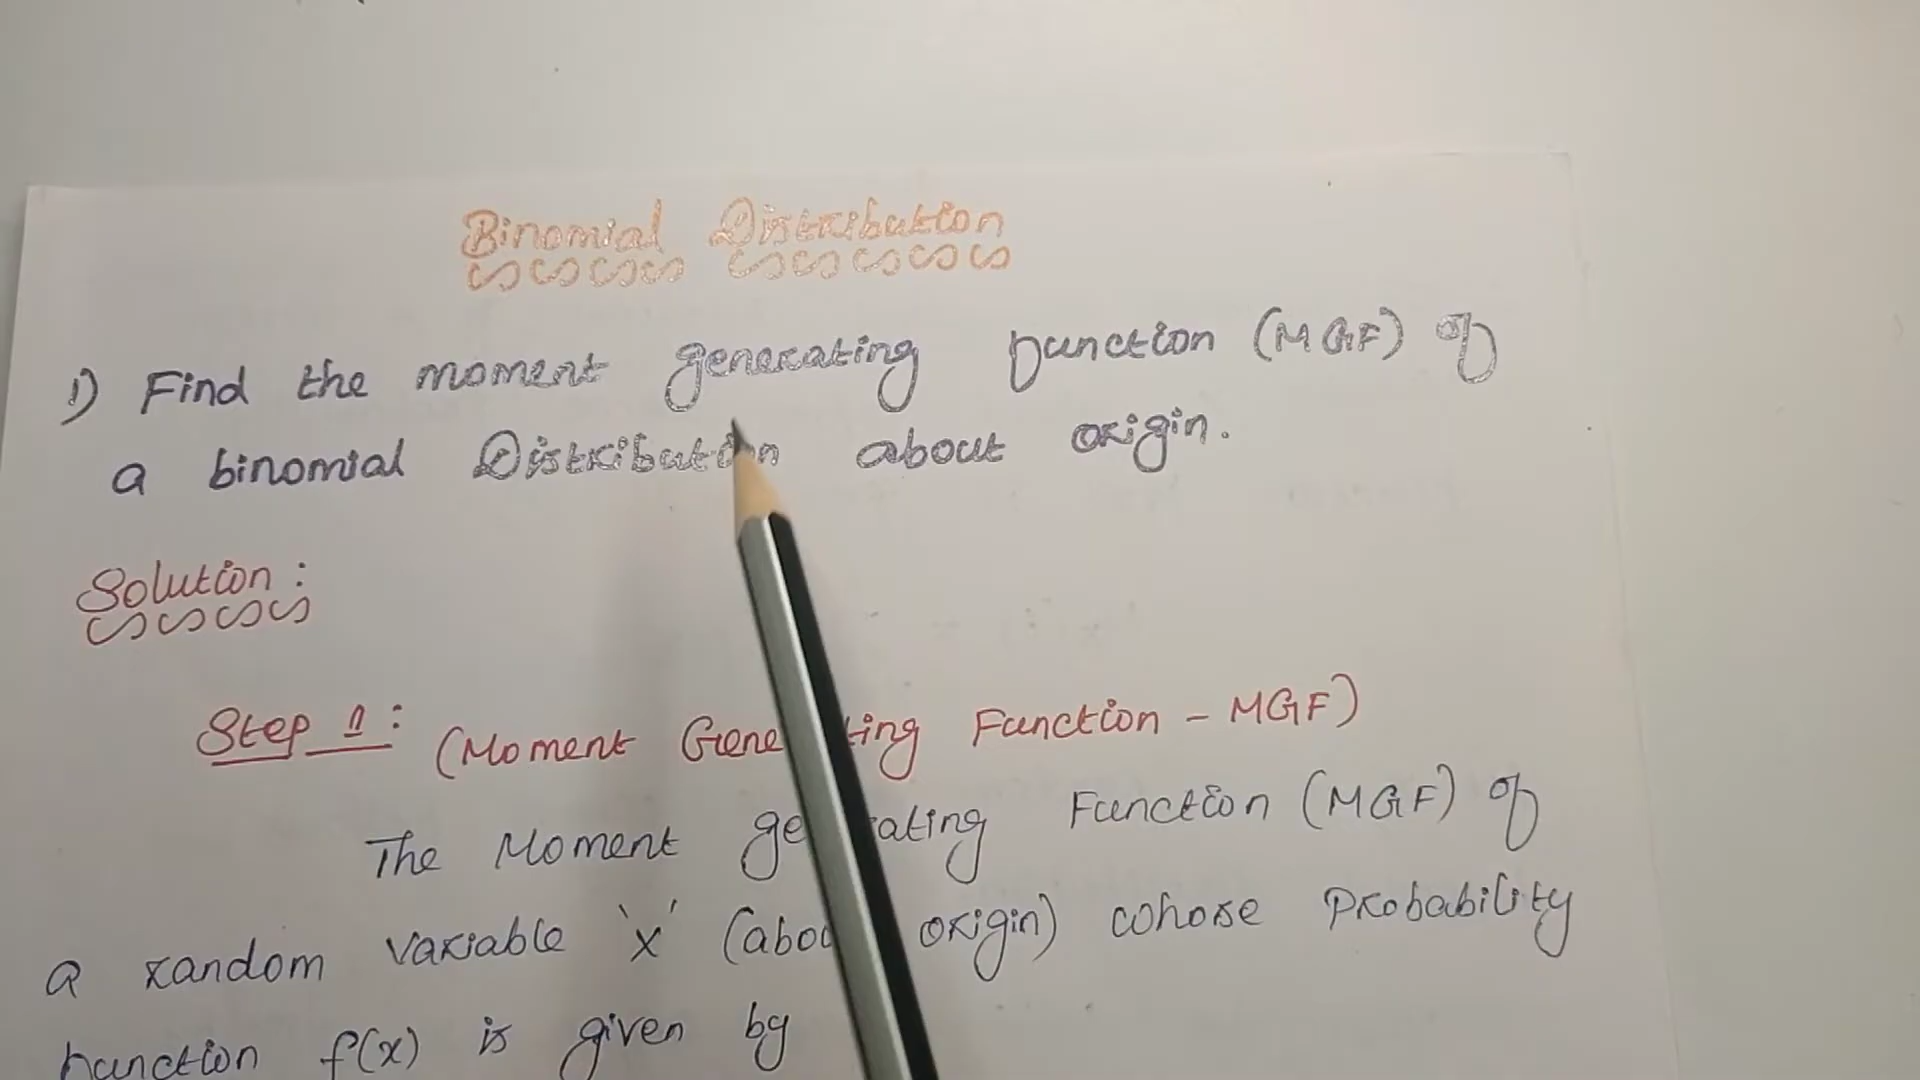 Binomial Distribution
1) Find the moment generating function (MGF) of
a binomial Distribution about origin.
Solution :
Step 1 : (Moment Generating Function - MGF)
The Moment generating Function (MGF) of
a random variable 'x' (about origin) whose Probability
function f(x) is given by